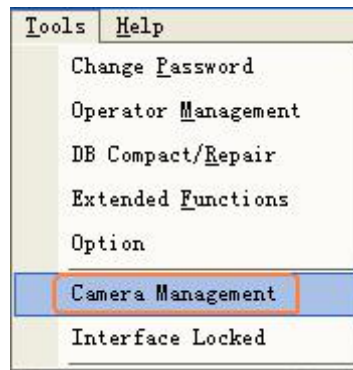 Tools Help
Change Password
Operator Management
DB Compact/Repair
Extended Functions
Option
Camera Management
Interface Locked